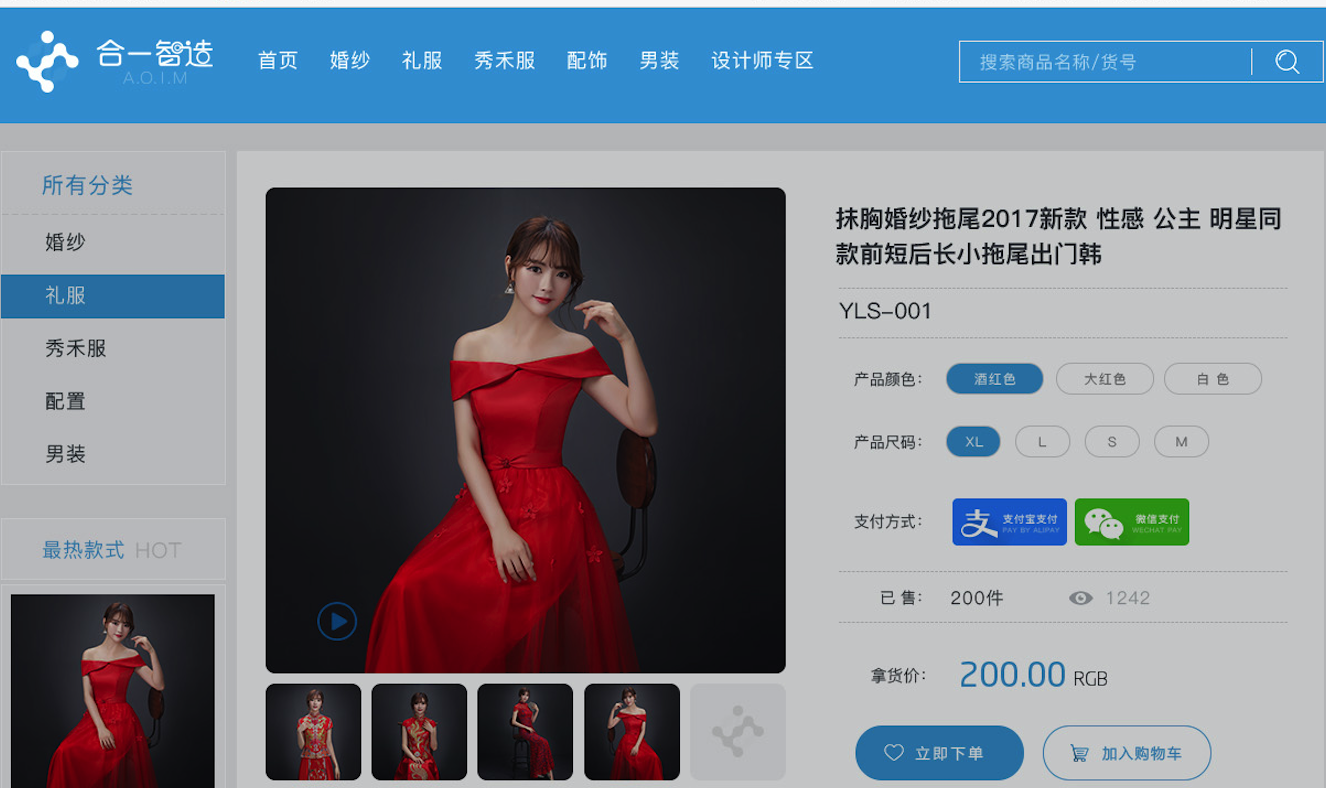 合一智造
A.O.I.M
首页 婚纱 礼服 秀禾服 配饰 男装 设计师专区
搜索商品名称/货号
所有分类
婚纱
礼服
秀禾服
配置
男装
最热款式 HOT
抹胸婚纱拖尾2017新款 性感 公主 明星同
款前短后长小拖尾出门韩
YLS-001
产品颜色: 酒红色 大红色 白 色
产品尺码: XL L S M
支付方式: 支付宝支付 微信支付
PAY BY ALIPAY WECHAT PAY
已 售: 200件 1242
拿货价: 200.00 RGB
立即下单 加入购物车